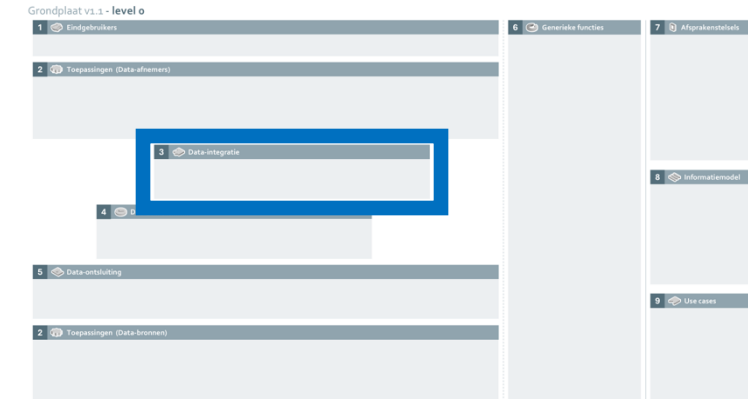 Grondplaat v1.1 - level 0
1 Eindgebruikers
2 Toepassingen (Data-afnemers)
3 Data-integratie
4 D
5 Data-ontsluiting
2 Toepassingen (Data-bronnen)
6 Generieke functies
7 Afsprakenstelsels
8 Informatiemodel
9 Use cases